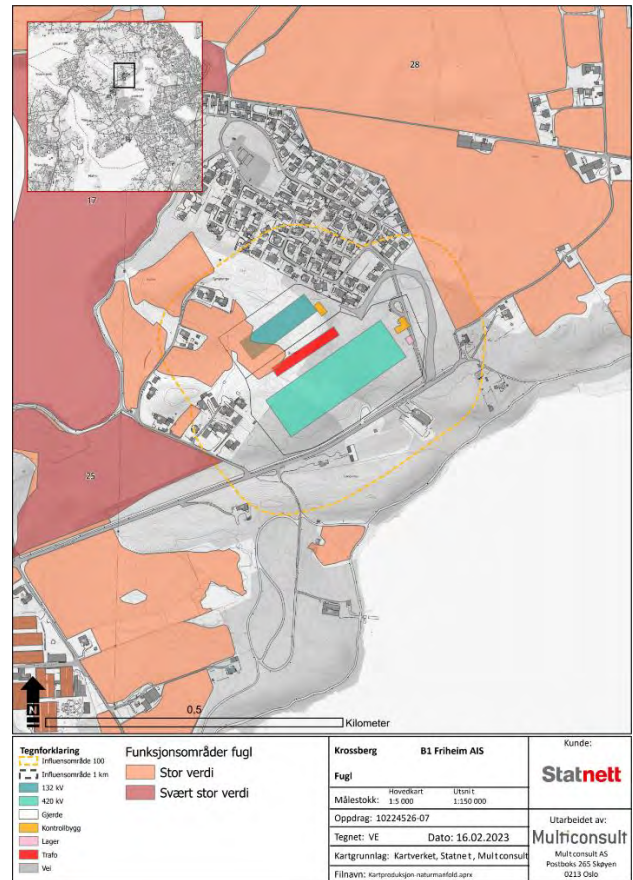 28
17
25
N
0,5
Kilometer
Tegnforklaring
Influensområde 100
Influensområde 1 km
132 kV
420 kV
Gjerde
Kontrollbygg
Lager
Trafo
Vei
Funksjonsområder fugl
Stor verdi
Svært stor verdi
Krossberg B1 Friheim AIS
Fugl
Målestokk: Hovedkart Utsnitt
1:5 000 1:150 000
Oppdrag: 10224526-07
Tegnet: VE Dato: 16.02.2023
Kartgrunnlag: Kartverket, Statnett, Multiconsult
Filnavn: Kartproduksjon-naturmanfold.aprx
Kunde:
Statnett
Utarbeidet av:
Multiconsult
Multconsult AS
Postboks 265 Skøyen
0213 Oslo